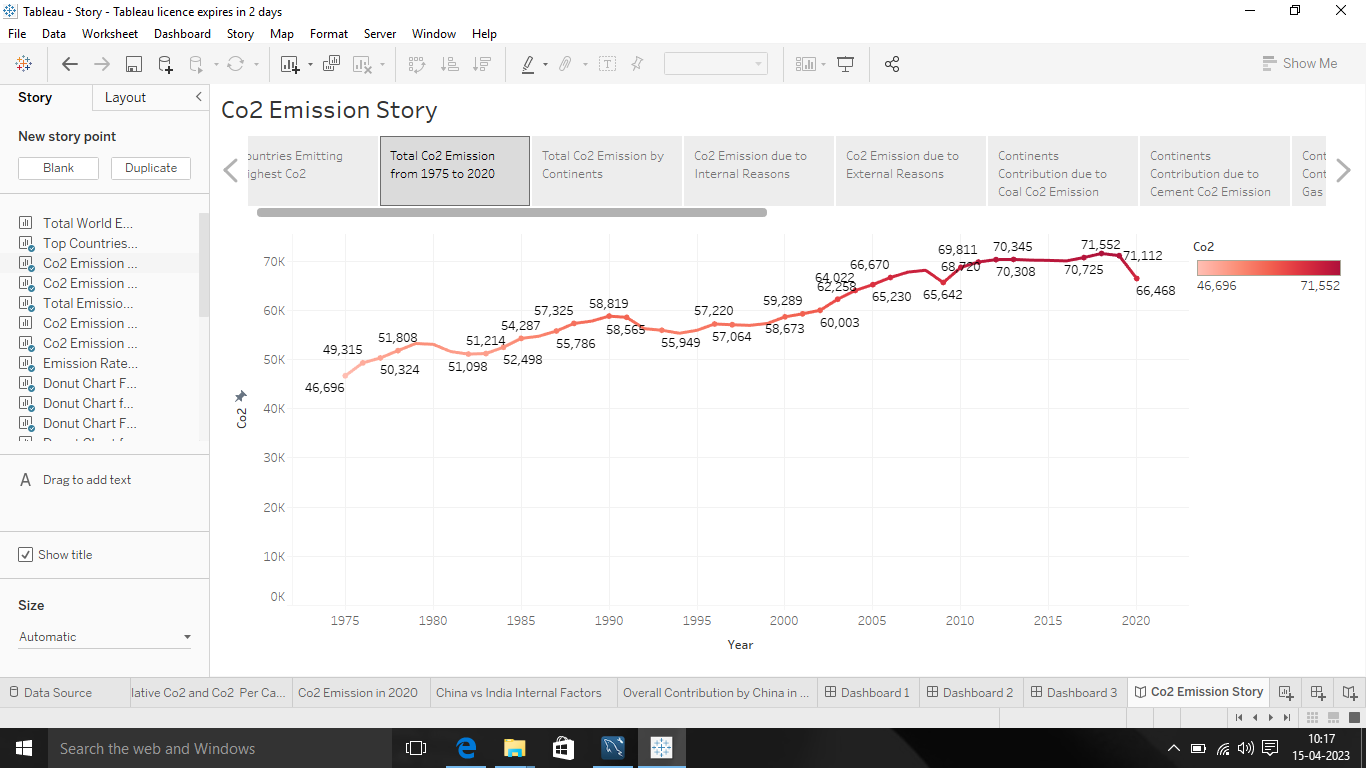 Tableau - Story - Tableau licence expires in 2 days
File Data Worksheet Dashboard Story Map Format Server Window Help
Show Me
Story Layout
New story point
Blank Duplicate
Total World E...
Top Countries...
Co2 Emission ...
Co2 Emission ...
Total Emissio...
Co2 Emission ...
Co2 Emission ...
Emission Rate...
Donut Chart F...
Donut Chart f...
Donut Chart F...
A Drag to add text
Show title
Size
Automatic
Co2 Emission Story
ountries Emitting
ighest Co2
Total Co2 Emission
from 1975 to 2020
Total Co2 Emission by
Continents
Co2 Emission due to
Internal Reasons
Co2 Emission due to
External Reasons
Continents
Contribution due to
Coal Co2 Emission
Continents
Contribution due to
Cement Co2 Emission
Cont
Cont
Gas
70K
60K
50K
40K
30K
20K
10K
0K
Co2
46,696
49,315
50,324
51,808
51,098
51,214
52,498
54,287
55,786
57,325
58,819
58,565
55,949
57,220
57,064
58,673
59,289
60,003
62,258
64,022
65,230
66,670
65,642
68,720
69,811
70,345
70,308
70,725
71,552
71,112
66,468
1975 1980 1985 1990 1995 2000 2005 2010 2015 2020
Year
Co2
46,696 71,552
Data Source lative Co2 and Co2 Per Ca... Co2 Emission in 2020 China vs India Internal Factors Overall Contribution by China in ... Dashboard 1 Dashboard 2 Dashboard 3 Co2 Emission Story
Search the web and Windows
10:17
15-04-2023